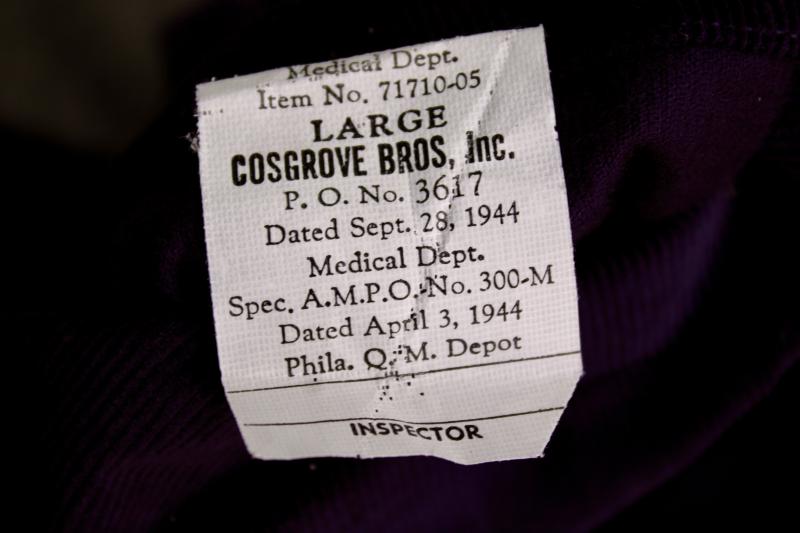 Medical Dept.
Item No. 71710-05
LARGE
COSGROVE BROS, Inc.
P. O. No. 3617
Dated Sept. 28, 1944
Medical Dept.
Spec. A.M.P.O. No. 300-M
Dated April 3, 1944
Phila. Q. M. Depot
INSPECTOR